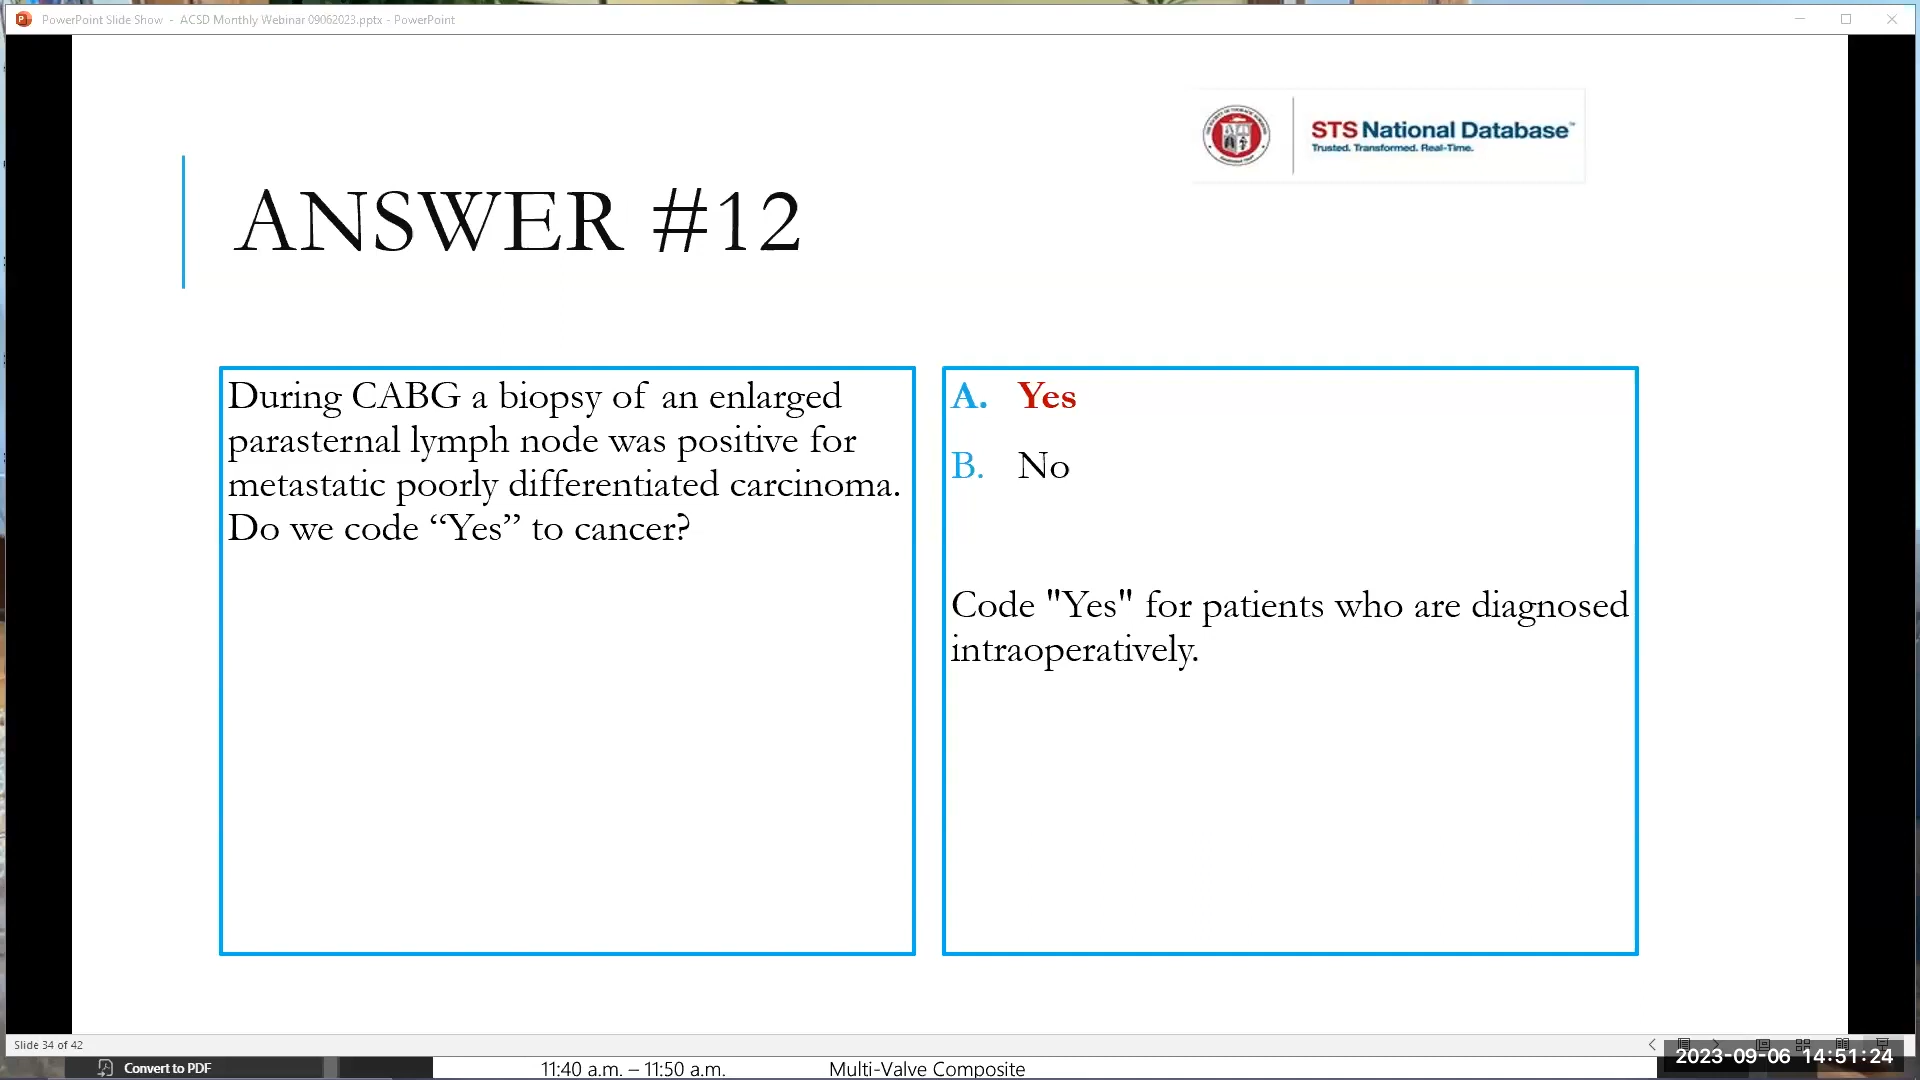 PowerPoint Slide Show - ACSD Monthly Webinar 09062023.pptx - PowerPoint
STS National Database™
Trusted. Transformed. Real-Time.
ANSWER #12
During CABG a biopsy of an enlarged
parasternal lymph node was positive for
metastatic poorly differentiated carcinoma.
Do we code “Yes” to cancer?
A. Yes
B. No
Code "Yes" for patients who are diagnosed
intraoperatively.
Slide 34 of 42
2023-09-06 14:51:24
Convert to PDF
11:40 a.m. – 11:50 a.m. Multi-Valve Composite